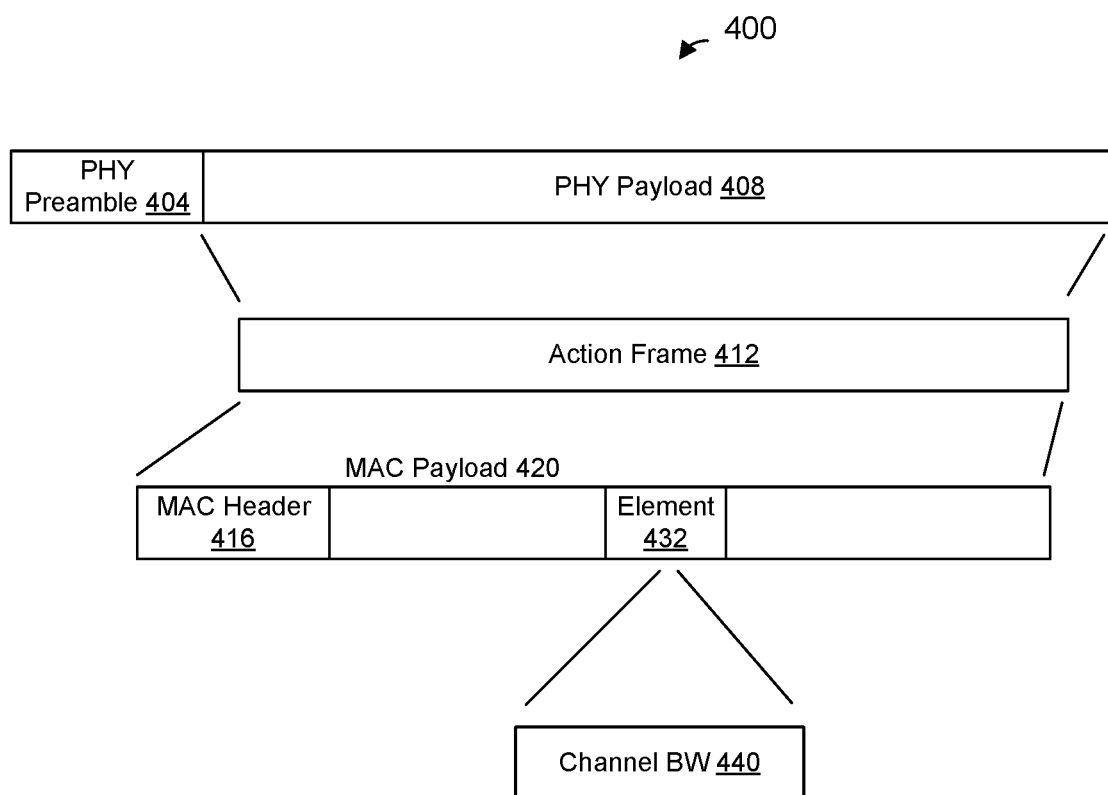 400
PHY
Preamble 404
PHY Payload 408
Action Frame 412
MAC Payload 420
MAC Header
416
Element
432
Channel BW 440